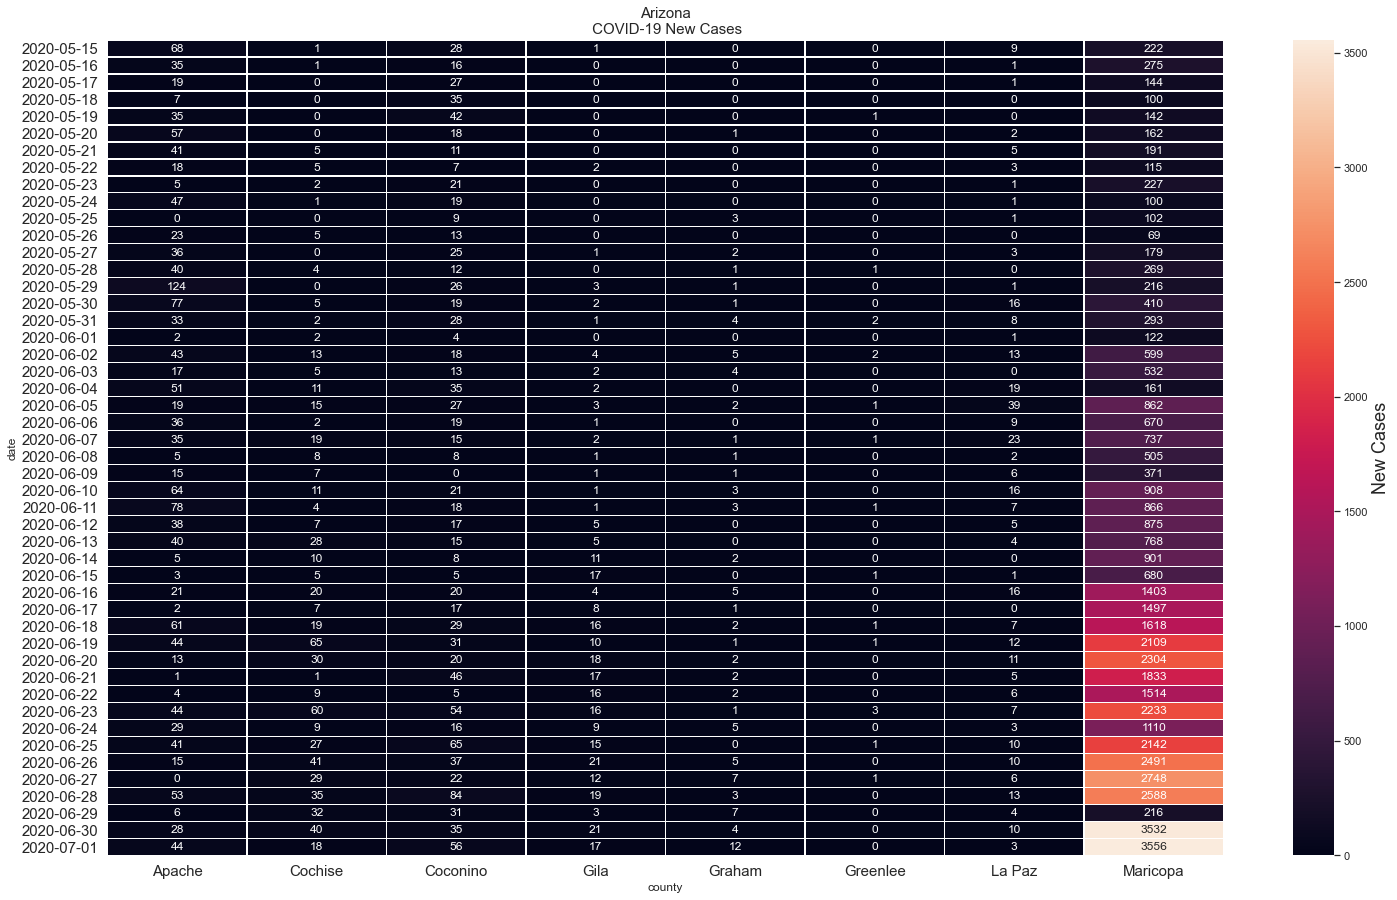 Arizona
COVID-19 New Cases
2020-05-15 68 1 28 1 0 0 9 222
2020-05-16 35 1 16 0 0 0 1 275
2020-05-17 19 0 27 0 0 0 1 144
2020-05-18 7 0 35 0 0 0 0 100
2020-05-19 35 0 42 0 0 1 0 142
2020-05-20 57 0 18 0 1 0 2 162
2020-05-21 41 5 11 0 0 0 5 191
2020-05-22 18 5 7 2 0 0 3 115
2020-05-23 5 2 21 0 0 0 1 227
2020-05-24 47 1 19 0 0 0 1 100
2020-05-25 0 0 9 0 3 0 1 102
2020-05-26 23 5 13 0 0 0 0 69
2020-05-27 36 0 25 1 2 0 3 179
2020-05-28 40 4 12 0 1 1 0 269
2020-05-29 124 0 26 3 1 0 1 216
2020-05-30 77 5 19 2 1 0 16 410
2020-05-31 33 2 28 1 4 2 8 293
2020-06-01 2 2 4 0 0 0 1 122
2020-06-02 43 13 18 4 5 2 13 599
2020-06-03 17 5 13 2 4 0 0 532
2020-06-04 51 11 35 2 0 0 19 161
2020-06-05 19 15 27 3 2 1 39 862
2020-06-06 36 2 19 1 0 0 9 670
2020-06-07 35 19 15 2 1 1 23 737
2020-06-08 5 8 8 1 1 0 2 505
2020-06-09 15 7 0 1 1 0 6 371
2020-06-10 64 11 21 1 3 0 16 908
2020-06-11 78 4 18 1 3 1 7 866
2020-06-12 38 7 17 5 0 0 5 875
2020-06-13 40 28 15 5 0 0 4 768
2020-06-14 5 10 8 11 2 0 0 901
2020-06-15 3 5 5 17 0 1 1 680
2020-06-16 21 20 20 4 5 0 16 1403
2020-06-17 2 7 17 8 1 0 0 1497
2020-06-18 61 19 29 16 2 1 7 1618
2020-06-19 44 65 31 10 1 1 12 2109
2020-06-20 13 30 20 18 2 0 11 2304
2020-06-21 1 1 46 17 2 0 5 1833
2020-06-22 4 9 5 16 2 0 6 1514
2020-06-23 44 60 54 16 1 3 7 2233
2020-06-24 29 9 16 9 5 0 3 1110
2020-06-25 41 27 65 15 0 1 10 2142
2020-06-26 15 41 37 21 5 0 10 2491
2020-06-27 0 29 22 12 7 1 6 2748
2020-06-28 53 35 84 19 3 0 13 2588
2020-06-29 6 32 31 3 7 0 4 216
2020-06-30 28 40 35 21 4 0 10 3532
2020-07-01 44 18 56 17 12 0 3 3556
Apache Cochise Coconino Gila Graham Greenlee La Paz Maricopa
county
date
3500
3000
2500
2000
1500
1000
500
0
New Cases